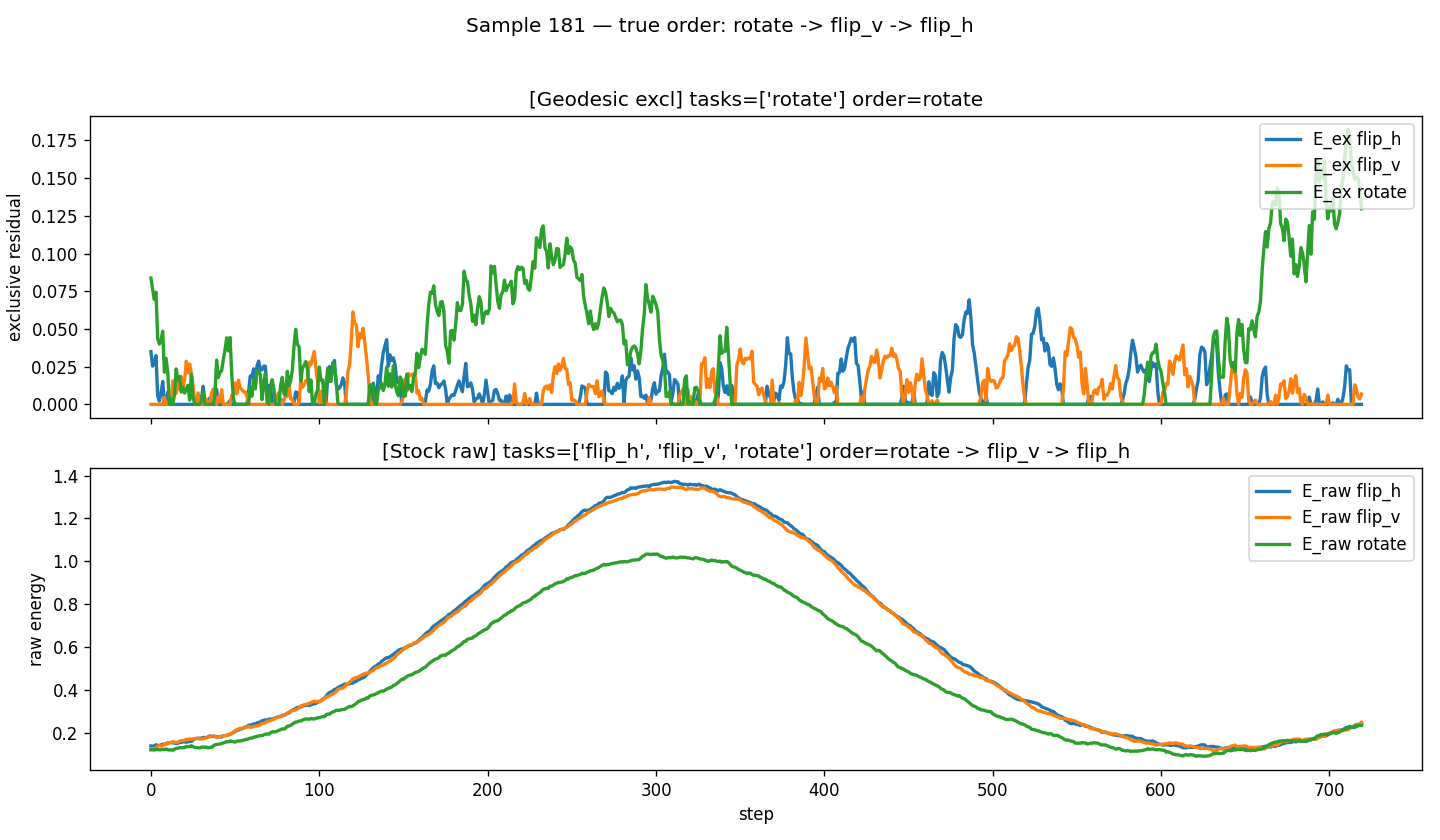 Sample 181 — true order: rotate -> flip_v -> flip_h
[Geodesic excl] tasks=['rotate'] order=rotate
exclusive residual
0.175
0.150
0.125
0.100
0.075
0.050
0.025
0.000
E_ex flip_h
E_ex flip_v
E_ex rotate
[Stock raw] tasks=['flip_h', 'flip_v', 'rotate'] order=rotate -> flip_v -> flip_h
raw energy
1.4
1.2
1.0
0.8
0.6
0.4
0.2
E_raw flip_h
E_raw flip_v
E_raw rotate
0 100 200 300 400 500 600 700
step